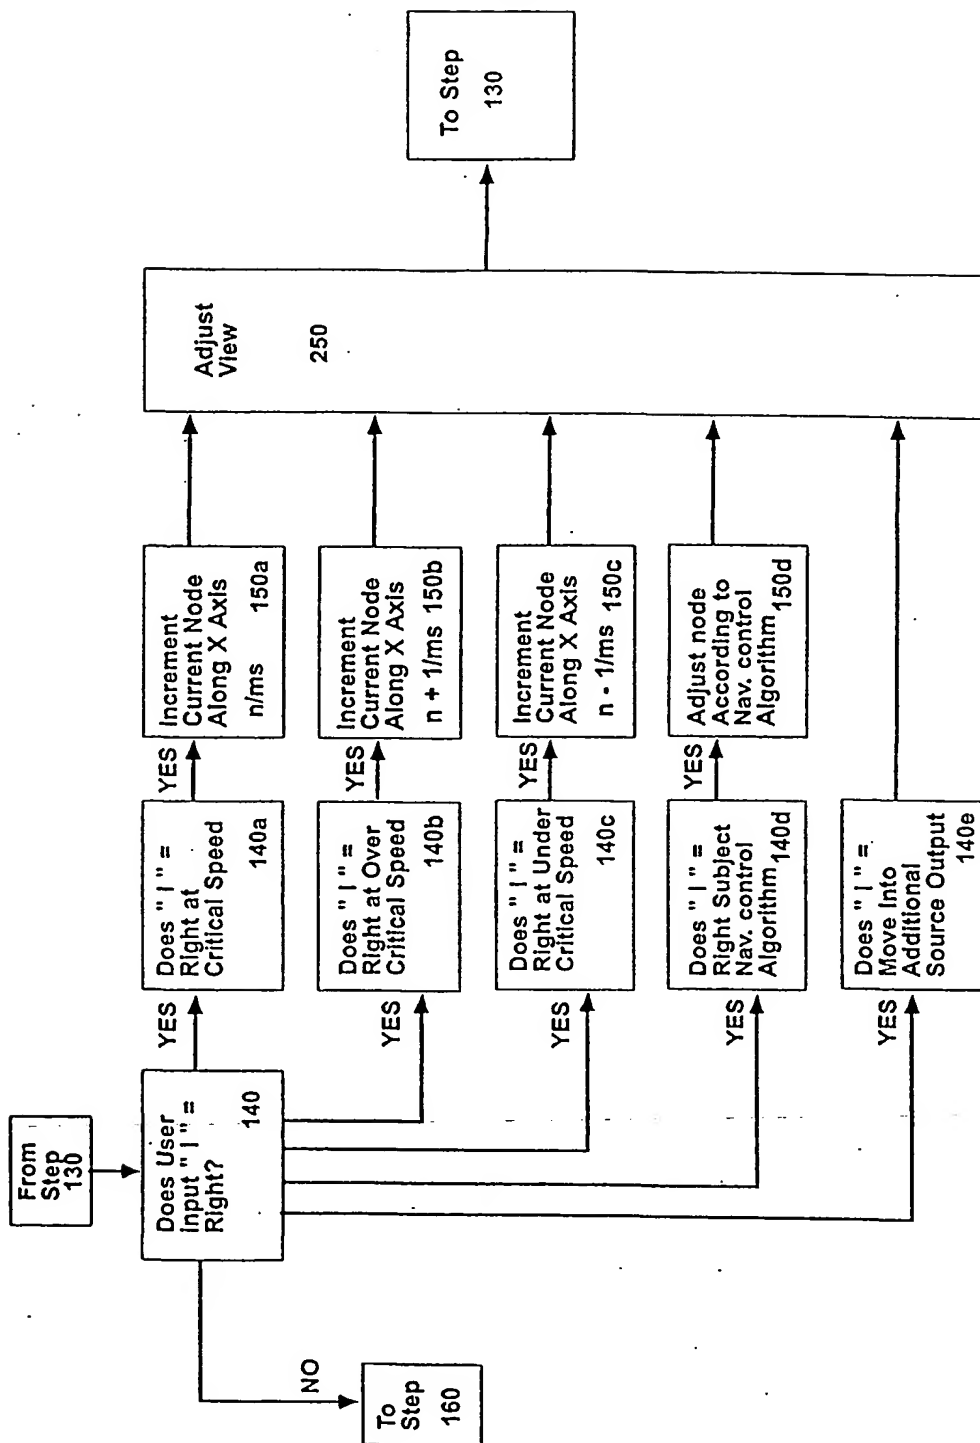 From
Step
130
Does User
Input " I " =
Right?
140
NO
To
Step
160
YES
Does " I " =
Right at
Critical Speed
140a
YES
Increment
Current Node
Along X Axis
n/ms 150a
YES
Does " I " =
Right at Over
Critical Speed
140b
YES
Increment
Current Node
Along X Axis
n + 1/ms 150b
YES
Does " I " =
Right at Under
Critical Speed
140c
YES
Increment
Current Node
Along X Axis
n - 1/ms 150c
YES
Does " I " =
Right Subject
Nav. control
Algorithm 140d
YES
Adjust node
According to
Nav. control
Algorithm 150d
Does " I " =
Move Into
Additional
Source Output
140e
Adjust
View
250
To Step
130